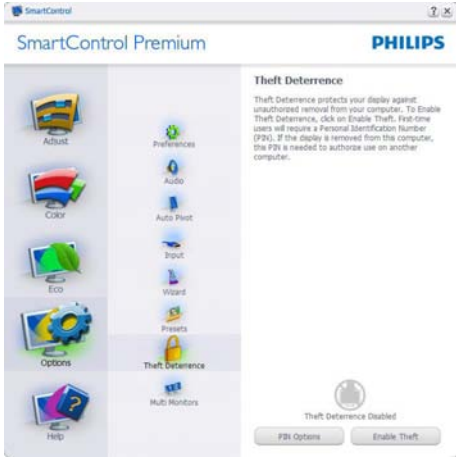 SmartControl
SmartControl Premium
PHILIPS
Adjust
Color
Eco
Options
Help
Preferences
Audio
Auto Pivot
Input
Wizard
Presets
Theft Deterrence
Multi Monitors
Theft Deterrence
Theft Deterrence protects your display against
unauthorized removal from your computer. To Enable
Theft Deterrence, click on Enable Theft. First-time
users will require a Personal Identification Number
(PIN). If the display is removed from this computer,
this PIN is needed to authorize use on another
computer.
Theft Deterrence Disabled
PIN Options
Enable Theft